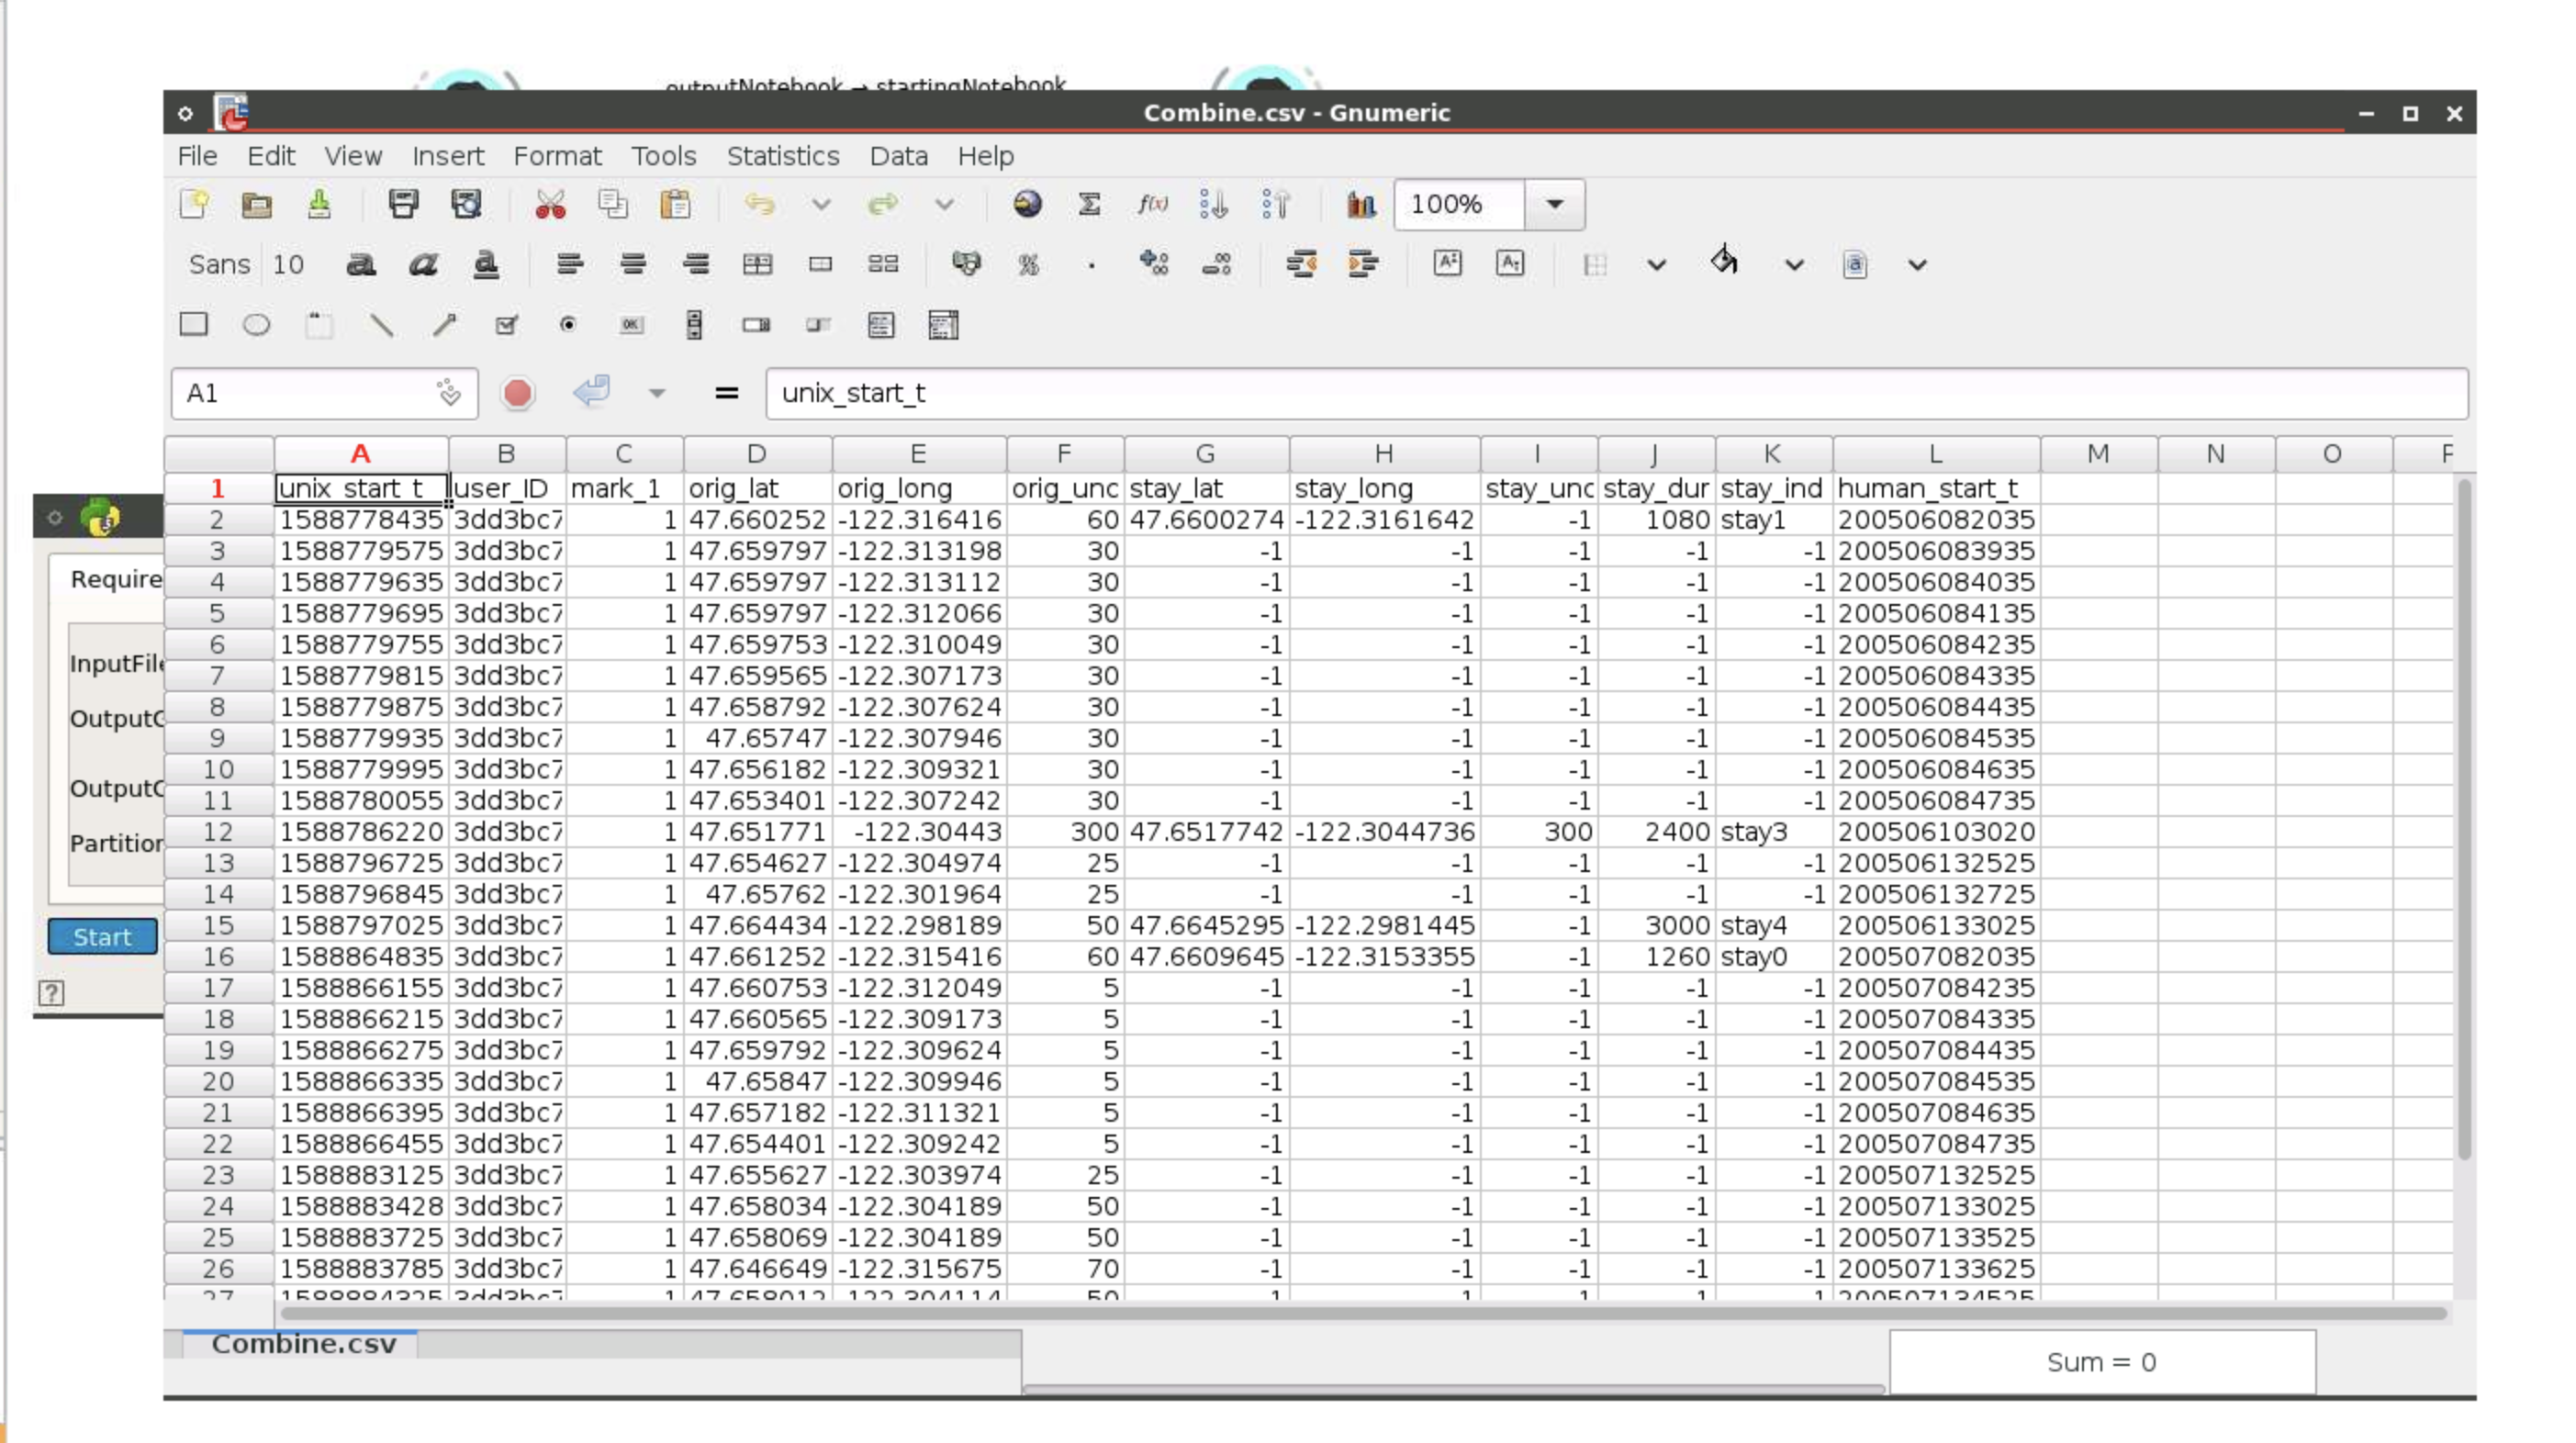 outputNotebook → startingNotebook
Combine.csv - Gnumeric
File Edit View Insert Format Tools Statistics Data Help
100%
Sans 10
A1 = unix_start_t
A B C D E F G H I J K L M N O
1 unix_start_t user_ID mark_1 orig_lat orig_long orig_unc stay_lat stay_long stay_unc stay_dur stay_ind human_start_t
2 1588778435 3dd3bc7 1 47.660252 -122.316416 60 47.6600274 -122.3161642 -1 1080 stay1 200506082035
3 1588779575 3dd3bc7 1 47.659797 -122.313198 30 -1 -1 -1 -1 -1 200506083935
4 1588779635 3dd3bc7 1 47.659797 -122.313112 30 -1 -1 -1 -1 -1 200506084035
5 1588779695 3dd3bc7 1 47.659797 -122.312066 30 -1 -1 -1 -1 -1 200506084135
6 1588779755 3dd3bc7 1 47.659753 -122.310049 30 -1 -1 -1 -1 -1 200506084235
7 1588779815 3dd3bc7 1 47.659565 -122.307173 30 -1 -1 -1 -1 -1 200506084335
8 1588779875 3dd3bc7 1 47.658792 -122.307624 30 -1 -1 -1 -1 -1 200506084435
9 1588779935 3dd3bc7 1 47.65747 -122.307946 30 -1 -1 -1 -1 -1 200506084535
10 1588779995 3dd3bc7 1 47.656182 -122.309321 30 -1 -1 -1 -1 -1 200506084635
11 1588780055 3dd3bc7 1 47.653401 -122.307242 30 -1 -1 -1 -1 -1 200506084735
12 1588786220 3dd3bc7 1 47.651771 -122.30443 300 47.6517742 -122.3044736 300 2400 stay3 200506103020
13 1588796725 3dd3bc7 1 47.654627 -122.304974 25 -1 -1 -1 -1 -1 200506132525
14 1588796845 3dd3bc7 1 47.65762 -122.301964 25 -1 -1 -1 -1 -1 200506132725
15 1588797025 3dd3bc7 1 47.664434 -122.298189 50 47.6645295 -122.2981445 -1 3000 stay4 200506133025
16 1588864835 3dd3bc7 1 47.661252 -122.315416 60 47.6609645 -122.3153355 -1 1260 stay0 200507082035
17 1588866155 3dd3bc7 1 47.660753 -122.312049 5 -1 -1 -1 -1 -1 200507084235
18 1588866215 3dd3bc7 1 47.660565 -122.309173 5 -1 -1 -1 -1 -1 200507084335
19 1588866275 3dd3bc7 1 47.659792 -122.309624 5 -1 -1 -1 -1 -1 200507084435
20 1588866335 3dd3bc7 1 47.65847 -122.309946 5 -1 -1 -1 -1 -1 200507084535
21 1588866395 3dd3bc7 1 47.657182 -122.311321 5 -1 -1 -1 -1 -1 200507084635
22 1588866455 3dd3bc7 1 47.654401 -122.309242 5 -1 -1 -1 -1 -1 200507084735
23 1588883125 3dd3bc7 1 47.655627 -122.303974 25 -1 -1 -1 -1 -1 200507132525
24 1588883428 3dd3bc7 1 47.658034 -122.304189 50 -1 -1 -1 -1 -1 200507133025
25 1588883725 3dd3bc7 1 47.658069 -122.304189 50 -1 -1 -1 -1 -1 200507133525
26 1588883785 3dd3bc7 1 47.646649 -122.315675 70 -1 -1 -1 -1 -1 200507133625
27 1588884325 3dd3bc7 1 47.658012 -122.304114 50 -1 -1 -1 -1 -1 200507134525
Combine.csv
Sum = 0
Require
InputFile
Output
Output
Partition
Start
?